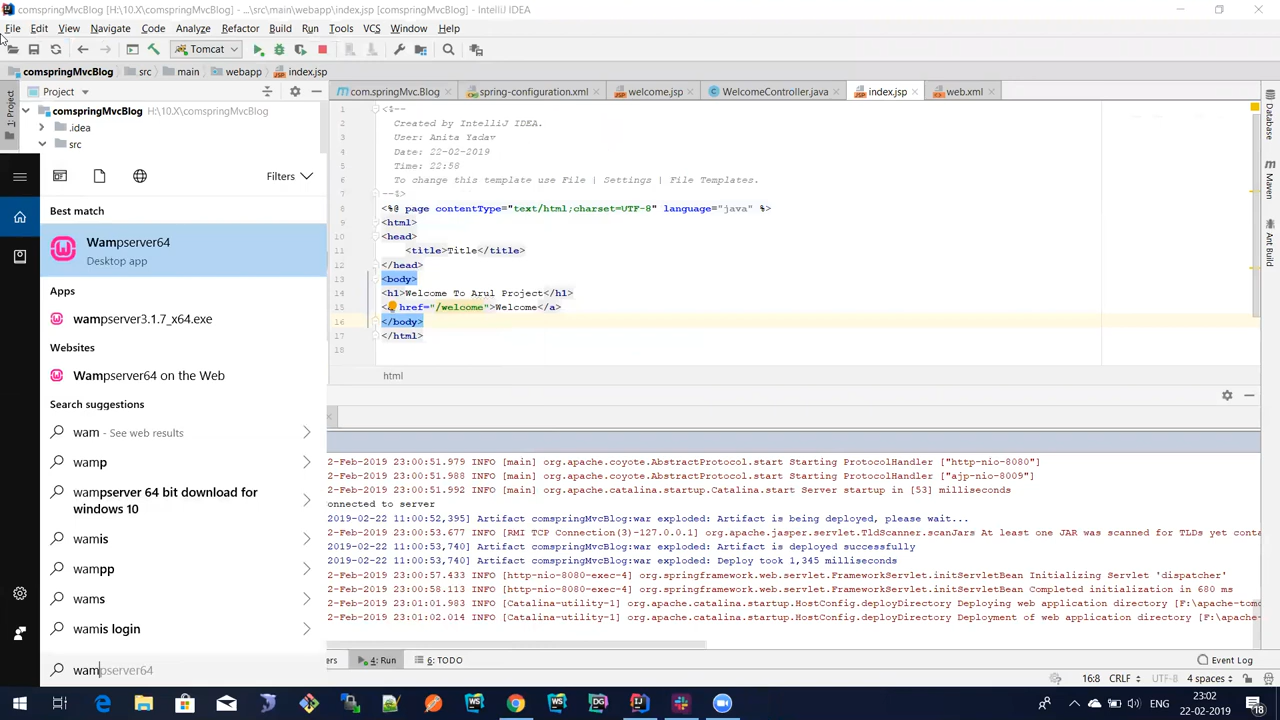 comspringMvcBlog [H:\10.X\comspringMvcBlog] - ...\src\main\webapp\index.jsp [comspringMvcBlog] - IntelliJ IDEA
File Edit View Navigate Code Analyze Refactor Build Run Tools VCS Window Help
Tomcat
comspringMvcBlog src main webapp index.jsp
Project com.springMvcBlog spring-configuration.xml welcome.jsp WelcomeController.java index.jsp web.xml
1: Project
comspringMvcBlog H:\10.X\comspringMvcBlog
.idea
src
1 <%--
2 Created by IntelliJ IDEA.
3 User: Anita Yadav
4 Date: 22-02-2019
5 Time: 22:58
6 To change this template use File | Settings | File Templates.
7 --%>
8 <%@ page contentType="text/html;charset=UTF-8" language="java" %>
9 <html>
10 <head>
11 <title>Title</title>
12 </head>
13 <body>
14 <h1>Welcome To Arul Project</h1>
15 < href="/welcome">Welcome</a>
16 </body>
17 </html>
18
html
Database
Maven
Ant Build
Filters
Best match
Wampserver64
Desktop app
Apps
wampserver3.1.7_x64.exe
Websites
Wampserver64 on the Web
Search suggestions
wam - See web results
wamp
wampserver 64 bit download for
windows 10
wamis
wampp
wams
wamis login
wampserver64
2-Feb-2019 23:00:51.979 INFO [main] org.apache.coyote.AbstractProtocol.start Starting ProtocolHandler ["http-nio-8080"]
2-Feb-2019 23:00:51.988 INFO [main] org.apache.coyote.AbstractProtocol.start Starting ProtocolHandler ["ajp-nio-8009"]
2-Feb-2019 23:00:51.992 INFO [main] org.apache.catalina.startup.Catalina.start Server startup in [53] milliseconds
onnected to server
2019-02-22 11:00:52,395] Artifact comspringMvcBlog:war exploded: Artifact is being deployed, please wait...
2-Feb-2019 23:00:53.677 INFO [RMI TCP Connection(3)-127.0.0.1] org.apache.jasper.servlet.TldScanner.scanJars At least one JAR was scanned for TLDs yet conta
2019-02-22 11:00:53,740] Artifact comspringMvcBlog:war exploded: Artifact is deployed successfully
2019-02-22 11:00:53,740] Artifact comspringMvcBlog:war exploded: Deploy took 1,345 milliseconds
2-Feb-2019 23:00:57.433 INFO [http-nio-8080-exec-4] org.springframework.web.servlet.FrameworkServlet.initServletBean Initializing Servlet 'dispatcher'
2-Feb-2019 23:00:58.113 INFO [http-nio-8080-exec-4] org.springframework.web.servlet.FrameworkServlet.initServletBean Completed initialization in 680 ms
2-Feb-2019 23:01:01.983 INFO [Catalina-utility-1] org.apache.catalina.startup.HostConfig.deployDirectory Deploying web application directory [F:\apache-tomc
2-Feb-2019 23:01:02.014 INFO [Catalina-utility-1] org.apache.catalina.startup.HostConfig.deployDirectory Deployment of web application directory [F:\apache-
ers 4: Run 6: TODO Event Log
16:8 CRLF UTF-8 4 spaces
ENG 23:02
22-02-2019 18